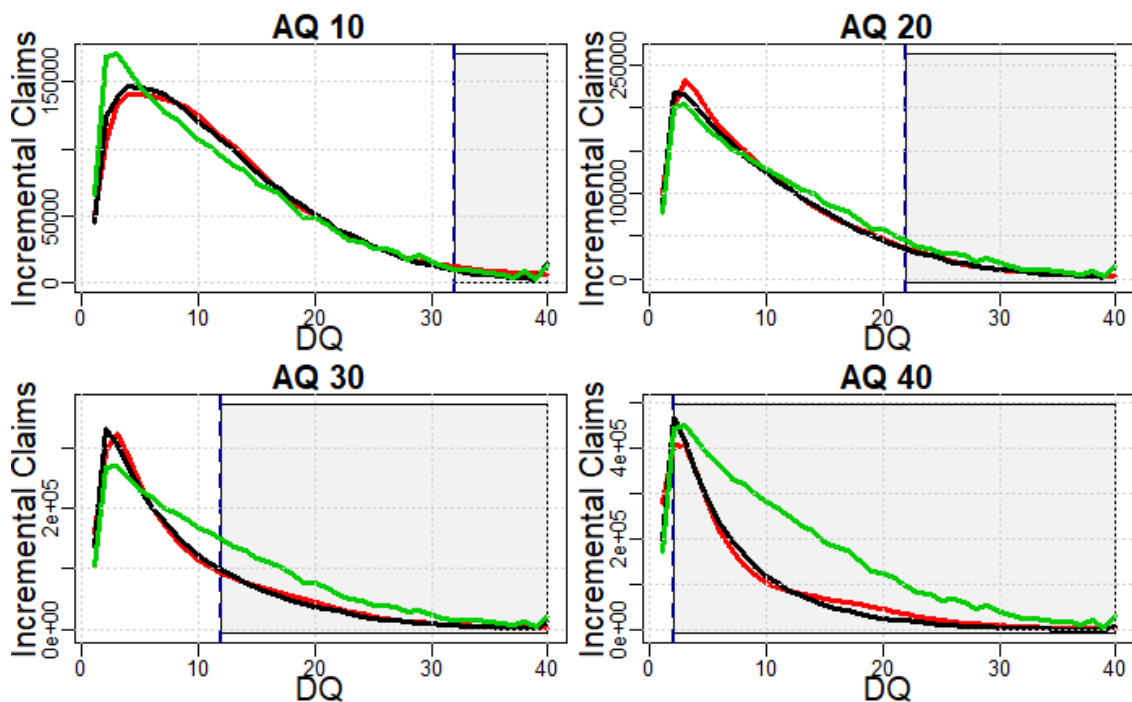 AQ 10
Incremental Claims
0 50000 150000
0 10 20 30 40
DQ
AQ 20
Incremental Claims
0 100000 250000
0 10 20 30 40
DQ
AQ 30
Incremental Claims
0e+00 2e+05
0 10 20 30 40
DQ
AQ 40
Incremental Claims
0e+00 2e+05 4e+05
0 10 20 30 40
DQ